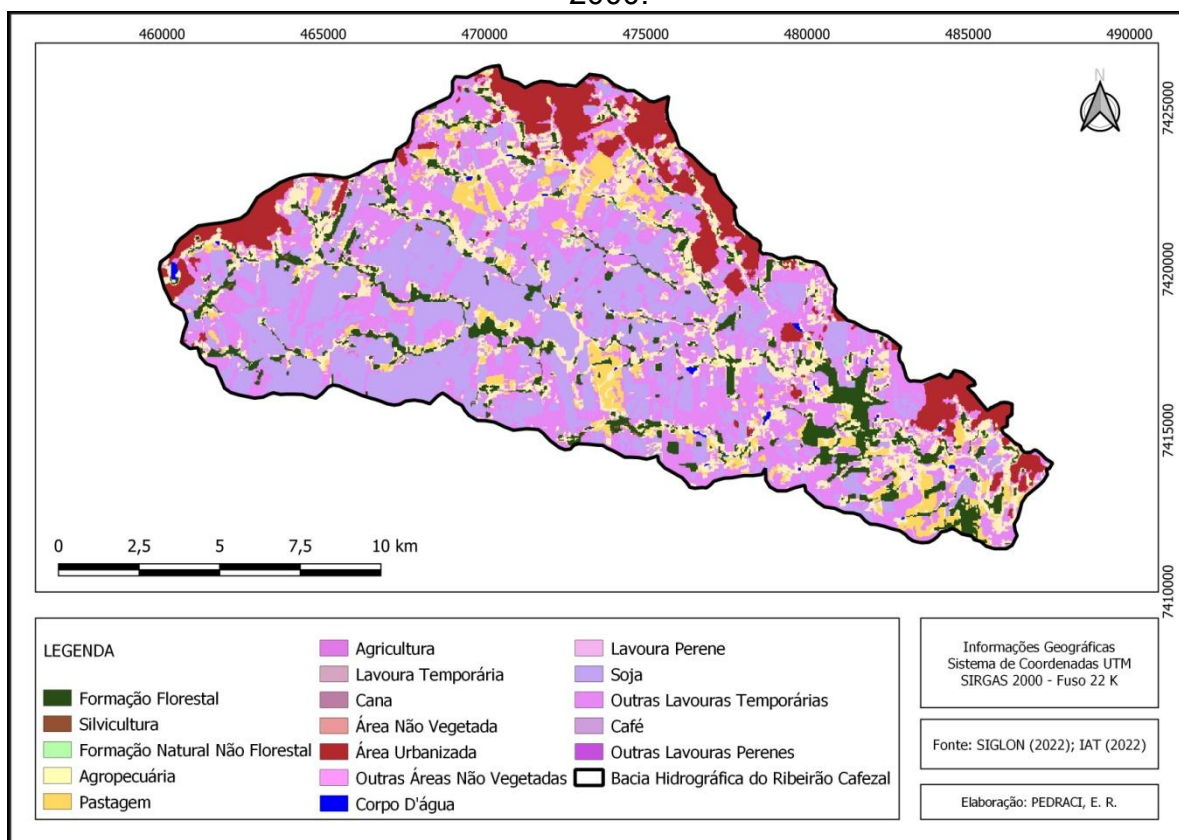 2000.
460000 465000 470000 475000 480000 485000 490000
N
7425000
7420000
7415000
7410000
0 2,5 5 7,5 10 km
LEGENDA
Formação Florestal
Silvicultura
Formação Natural Não Florestal
Agropecuária
Pastagem
Agricultura
Lavoura Temporária
Cana
Área Não Vegetada
Área Urbanizada
Outras Áreas Não Vegetadas
Corpo D'água
Lavoura Perene
Soja
Outras Lavouras Temporárias
Café
Outras Lavouras Perenes
Bacia Hidrográfica do Ribeirão Cafezal
Informações Geográficas
Sistema de Coordenadas UTM
SIRGAS 2000 - Fuso 22 K
Fonte: SIGLON (2022); IAT (2022)
Elaboração: PEDRACI, E. R.